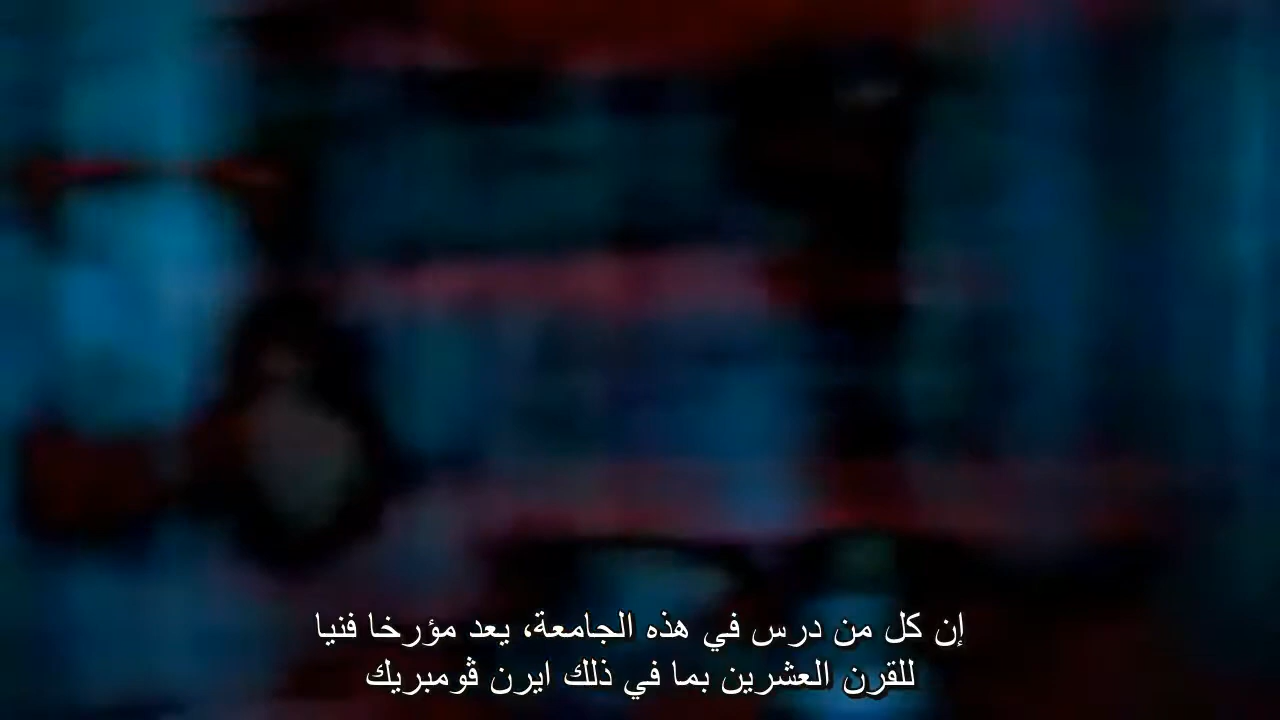 إن كل من درس في هذه الجامعة، يعد مؤرخا فنيا
للقرن العشرين بما في ذلك ايرن ڤومبريك